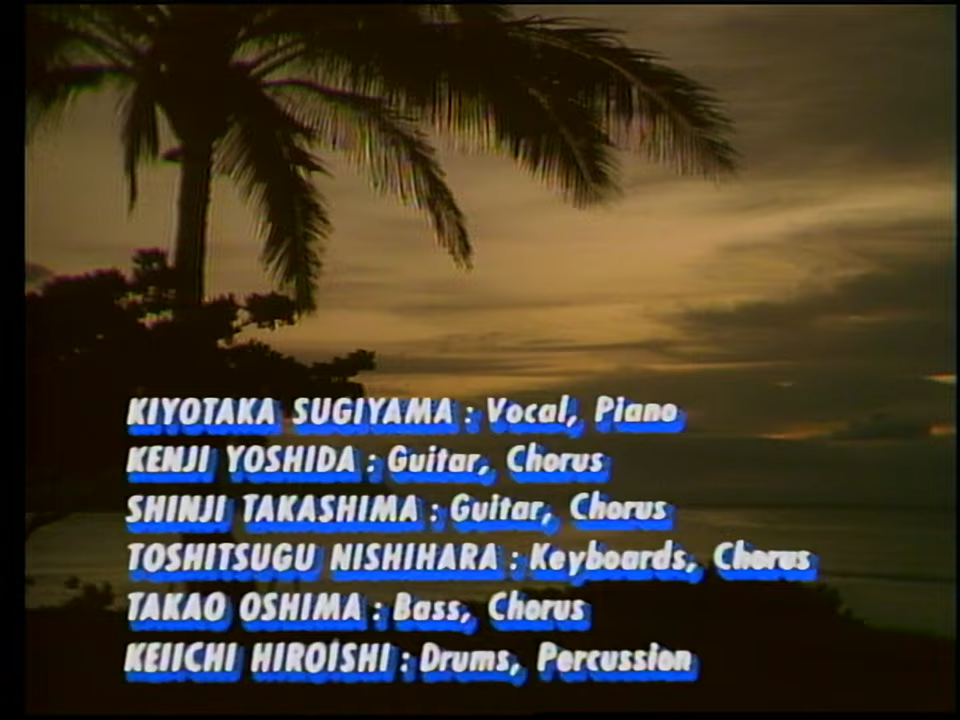 KIYOTAKA SUGIYAMA : Vocal, Piano
KENJI YOSHIDA : Guitar, Chorus
SHINJI TAKASHIMA : Guitar, Chorus
TOSHITSUGU NISHIHARA : Keyboards, Chorus
TAKAO OSHIMA : Bass, Chorus
KEIICHI HIROISHI : Drums, Percussion